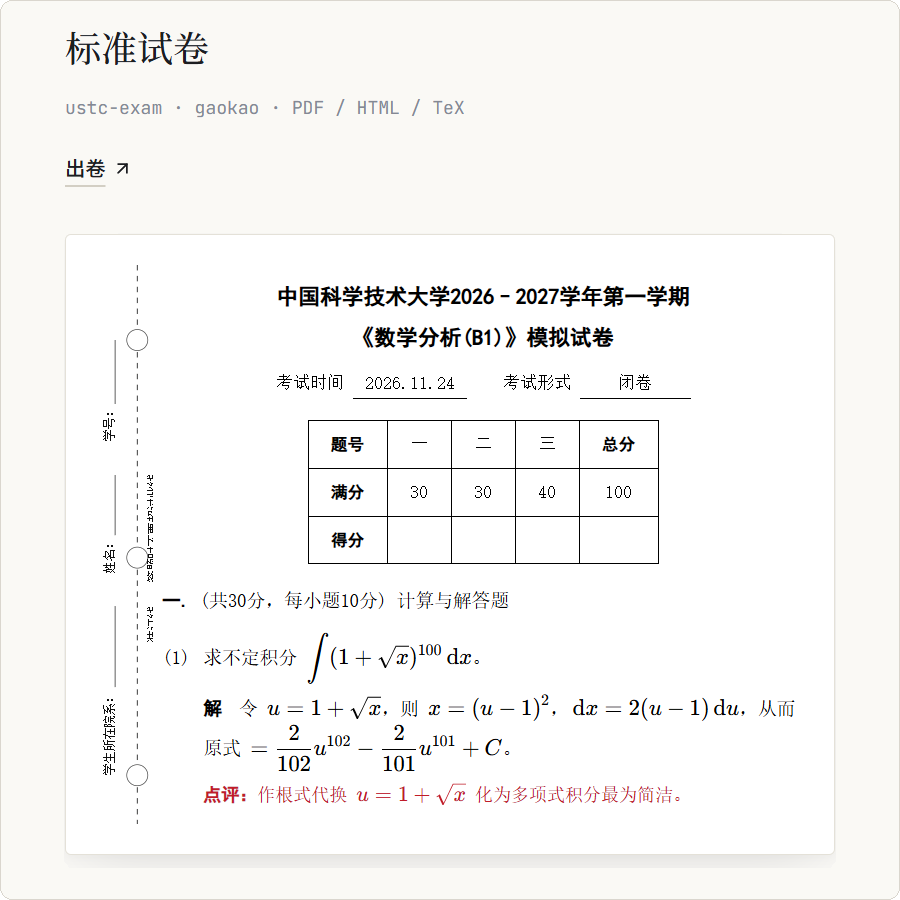 标准试卷
ustc-exam · gaokao · PDF / HTML / TeX
出卷 ↗
中国科学技术大学2026－2027学年第一学期
《数学分析(B1)》模拟试卷
考试时间 2026.11.24 考试形式 闭卷
题号 一 二 三 总分
满分 30 30 40 100
得分
学号：
姓名：
学生所在院系：
一. (共30分，每小题10分) 计算与解答题
(1) 求不定积分 ∫(1 + √x)^100 dx。
解 令 u = 1 + √x，则 x = (u − 1)^2，dx = 2(u − 1) du，从而
原式 = 2/102 u^102 − 2/101 u^101 + C。
点评：作根式代换 u = 1 + √x 化为多项式积分最为简洁。